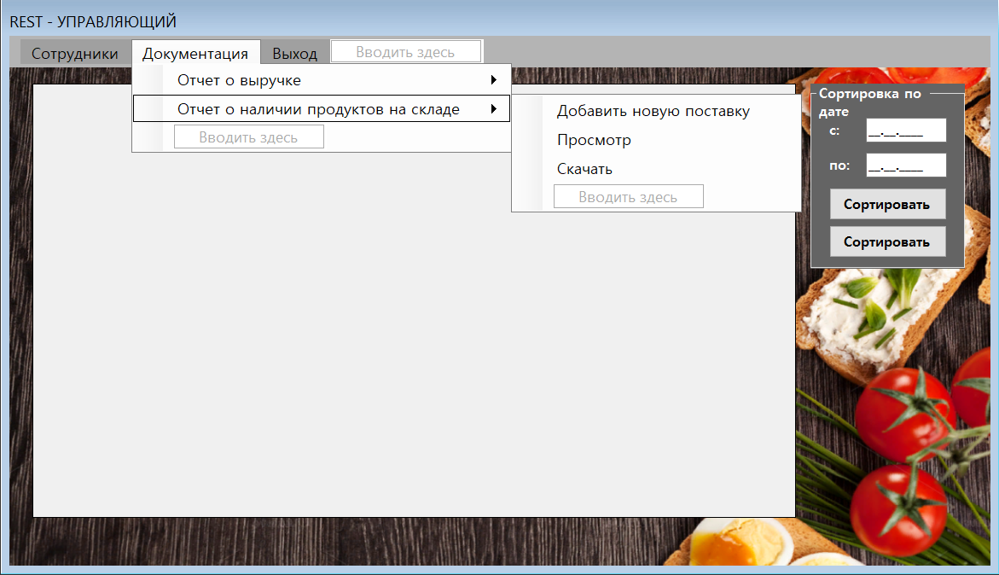 REST - УПРАВЛЯЮЩИЙ
Сотрудники Документация Выход Вводить здесь
Отчет о выручке
Отчет о наличии продуктов на складе
Вводить здесь
Добавить новую поставку
Просмотр
Скачать
Вводить здесь
Сортировка по
дате
с: __.__.____
по: __.__.____
Сортировать
Сортировать